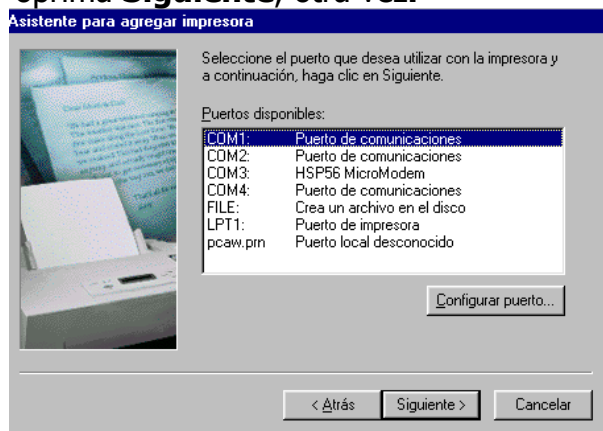 oprima Siguiente, otra vez.
Asistente para agregar impresora
Seleccione el puerto que desea utilizar con la impresora y
a continuación, haga clic en Siguiente.
Puertos disponibles:
COM1: Puerto de comunicaciones
COM2: Puerto de comunicaciones
COM3: HSP56 MicroModem
COM4: Puerto de comunicaciones
FILE: Crea un archivo en el disco
LPT1: Puerto de impresora
pcaw.prn Puerto local desconocido
Configurar puerto...
< Atrás Siguiente > Cancelar